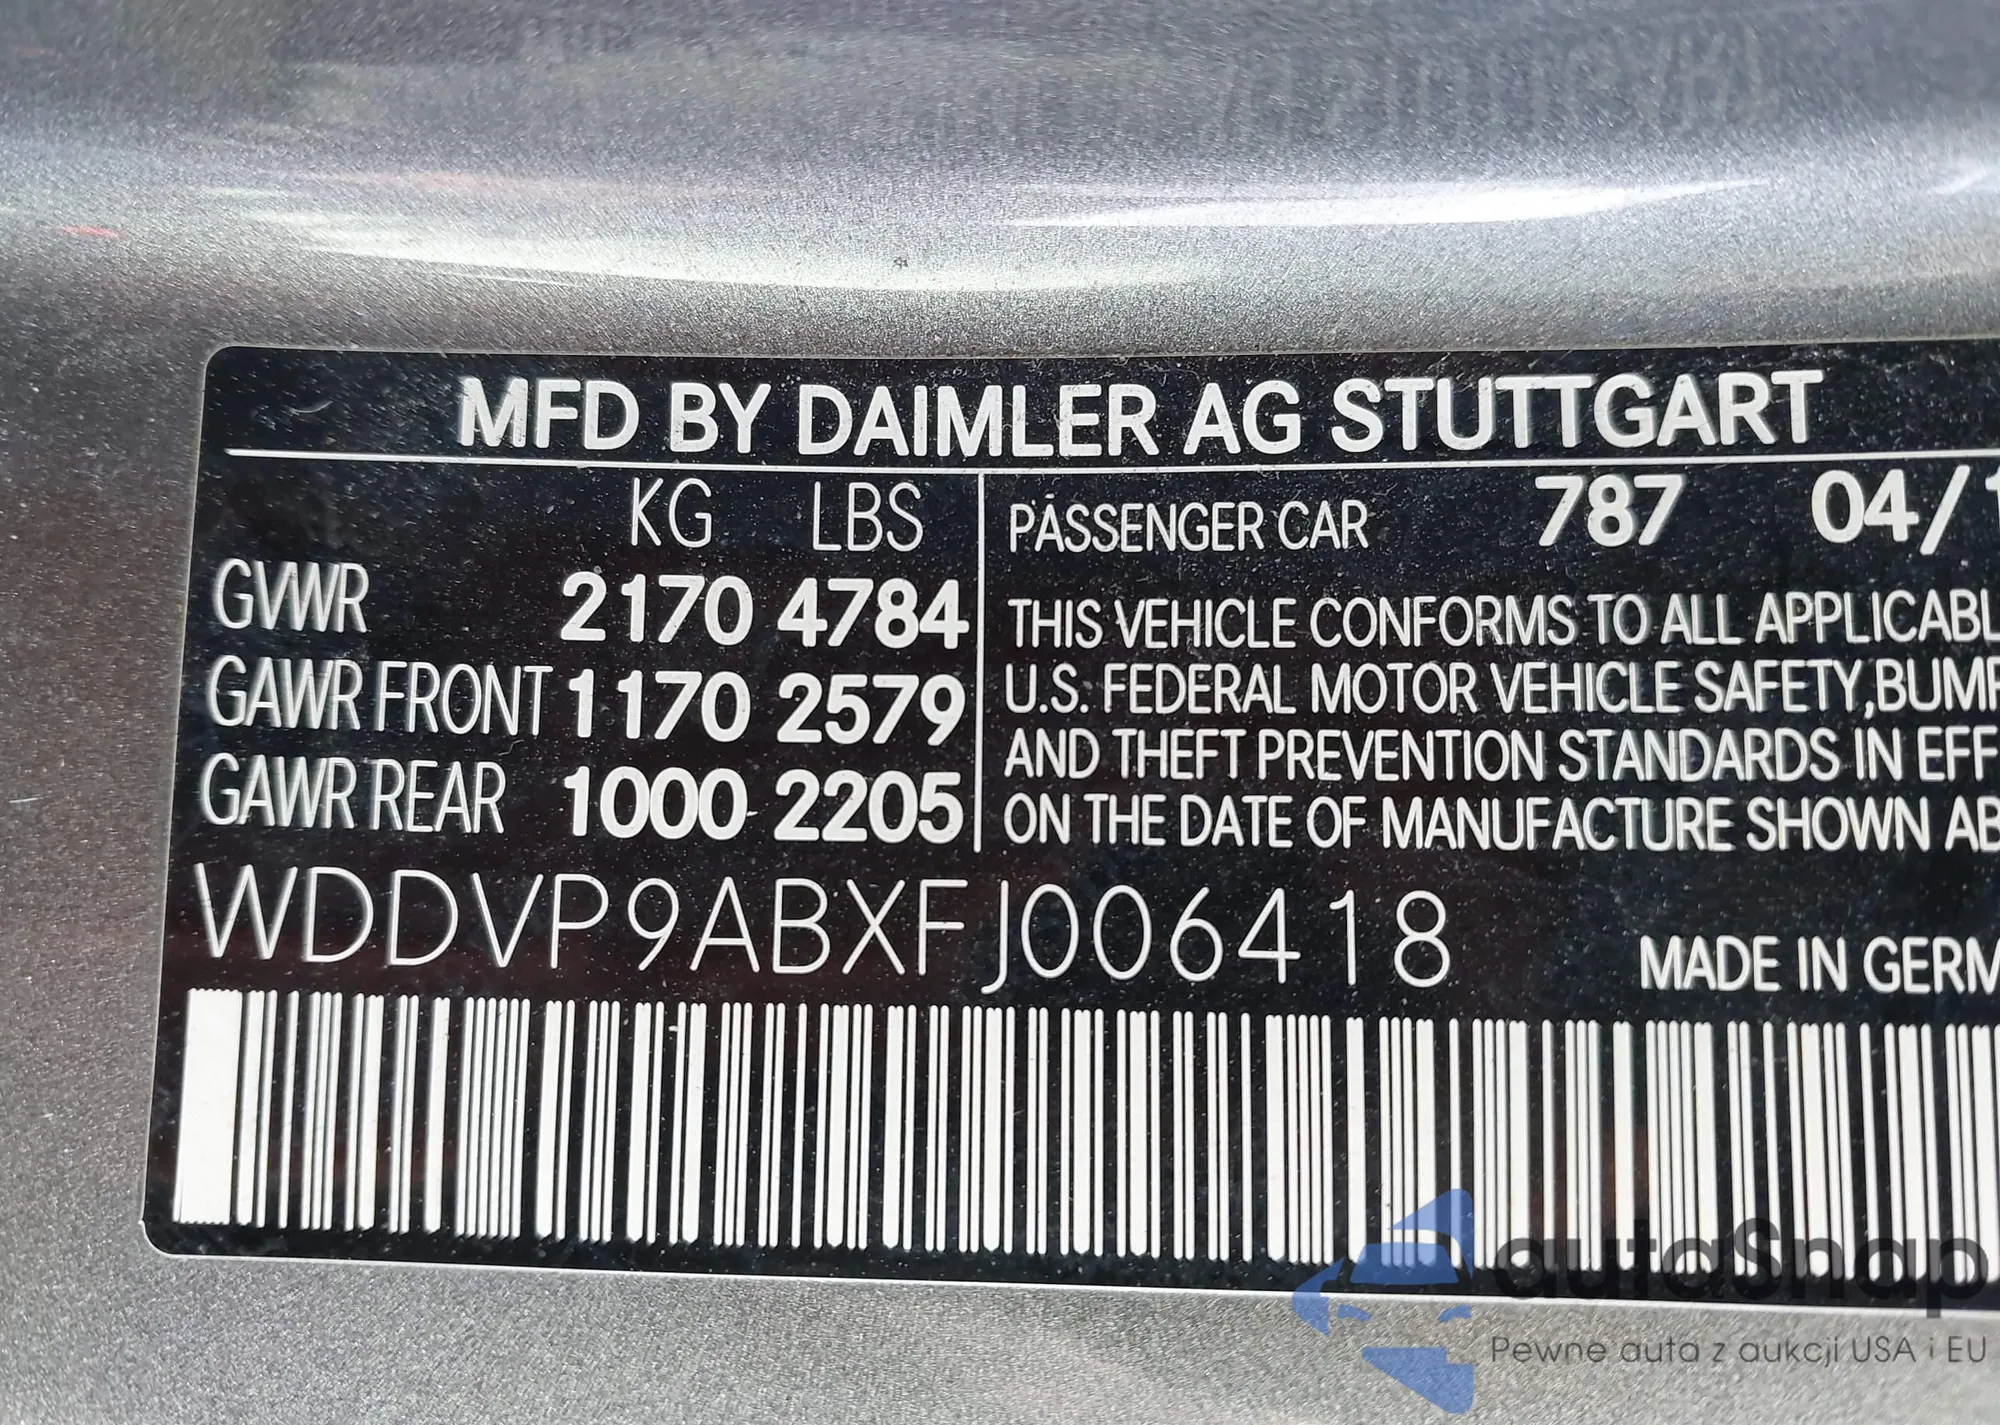 MFD BY DAIMLER AG STUTTGART
KG LBS
PASSENGER CAR 787 04/1
GVWR 2170 4784
GAWR FRONT 1170 2579
GAWR REAR 1000 2205
THIS VEHICLE CONFORMS TO ALL APPLICABL
U.S. FEDERAL MOTOR VEHICLE SAFETY,BUMP
AND THEFT PREVENTION STANDARDS IN EFF
ON THE DATE OF MANUFACTURE SHOWN AB
WDDVP9ABXFJ006418
MADE IN GERM
autaSnap
Pewne auta z aukcji USA i EU